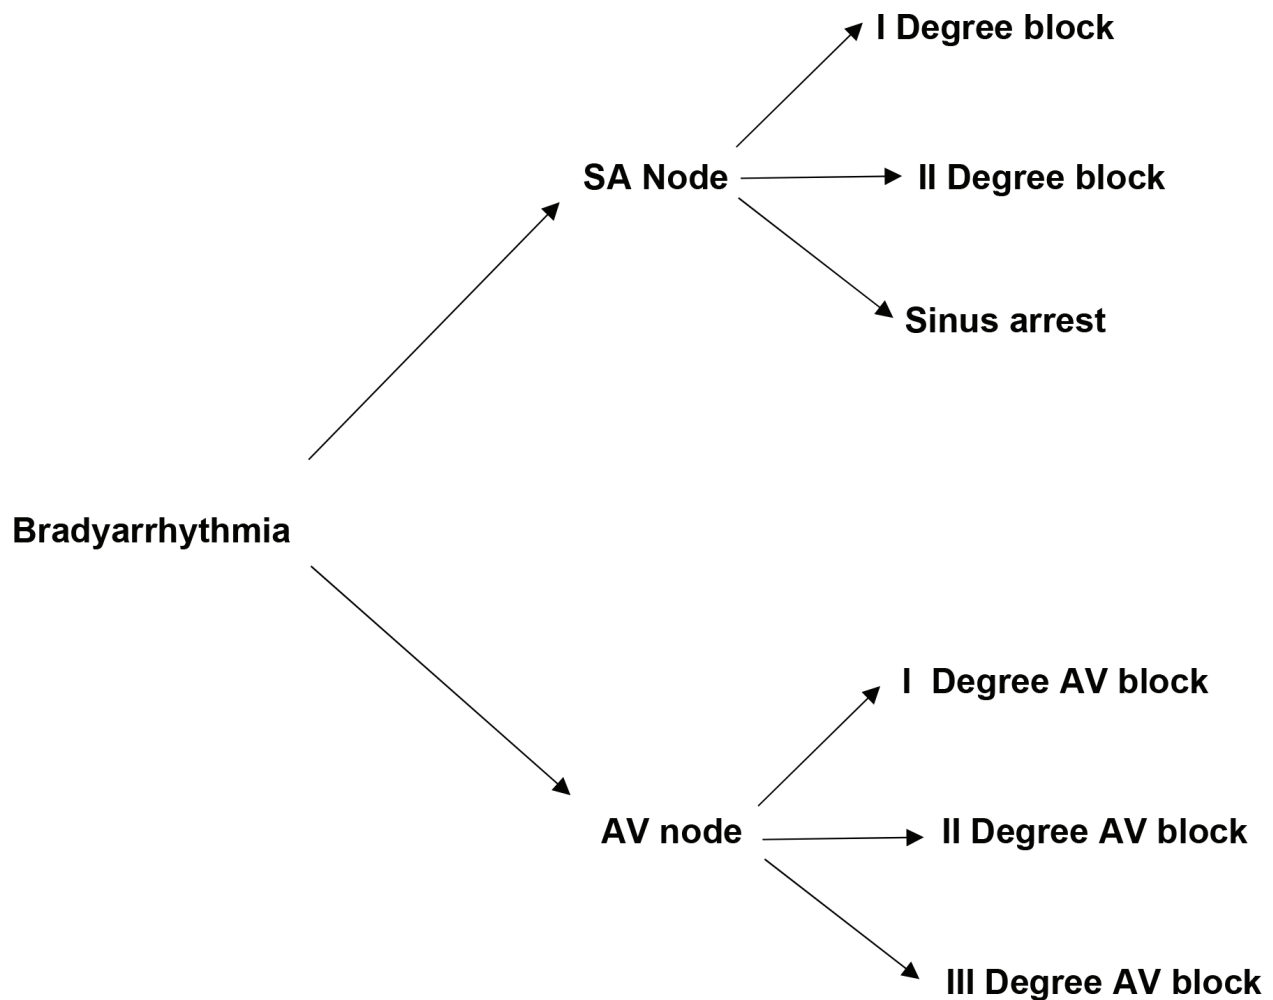 I Degree block
SA Node
II Degree block
Sinus arrest
Bradyarrhythmia
I  Degree AV block
AV node
II Degree AV block
III Degree AV block